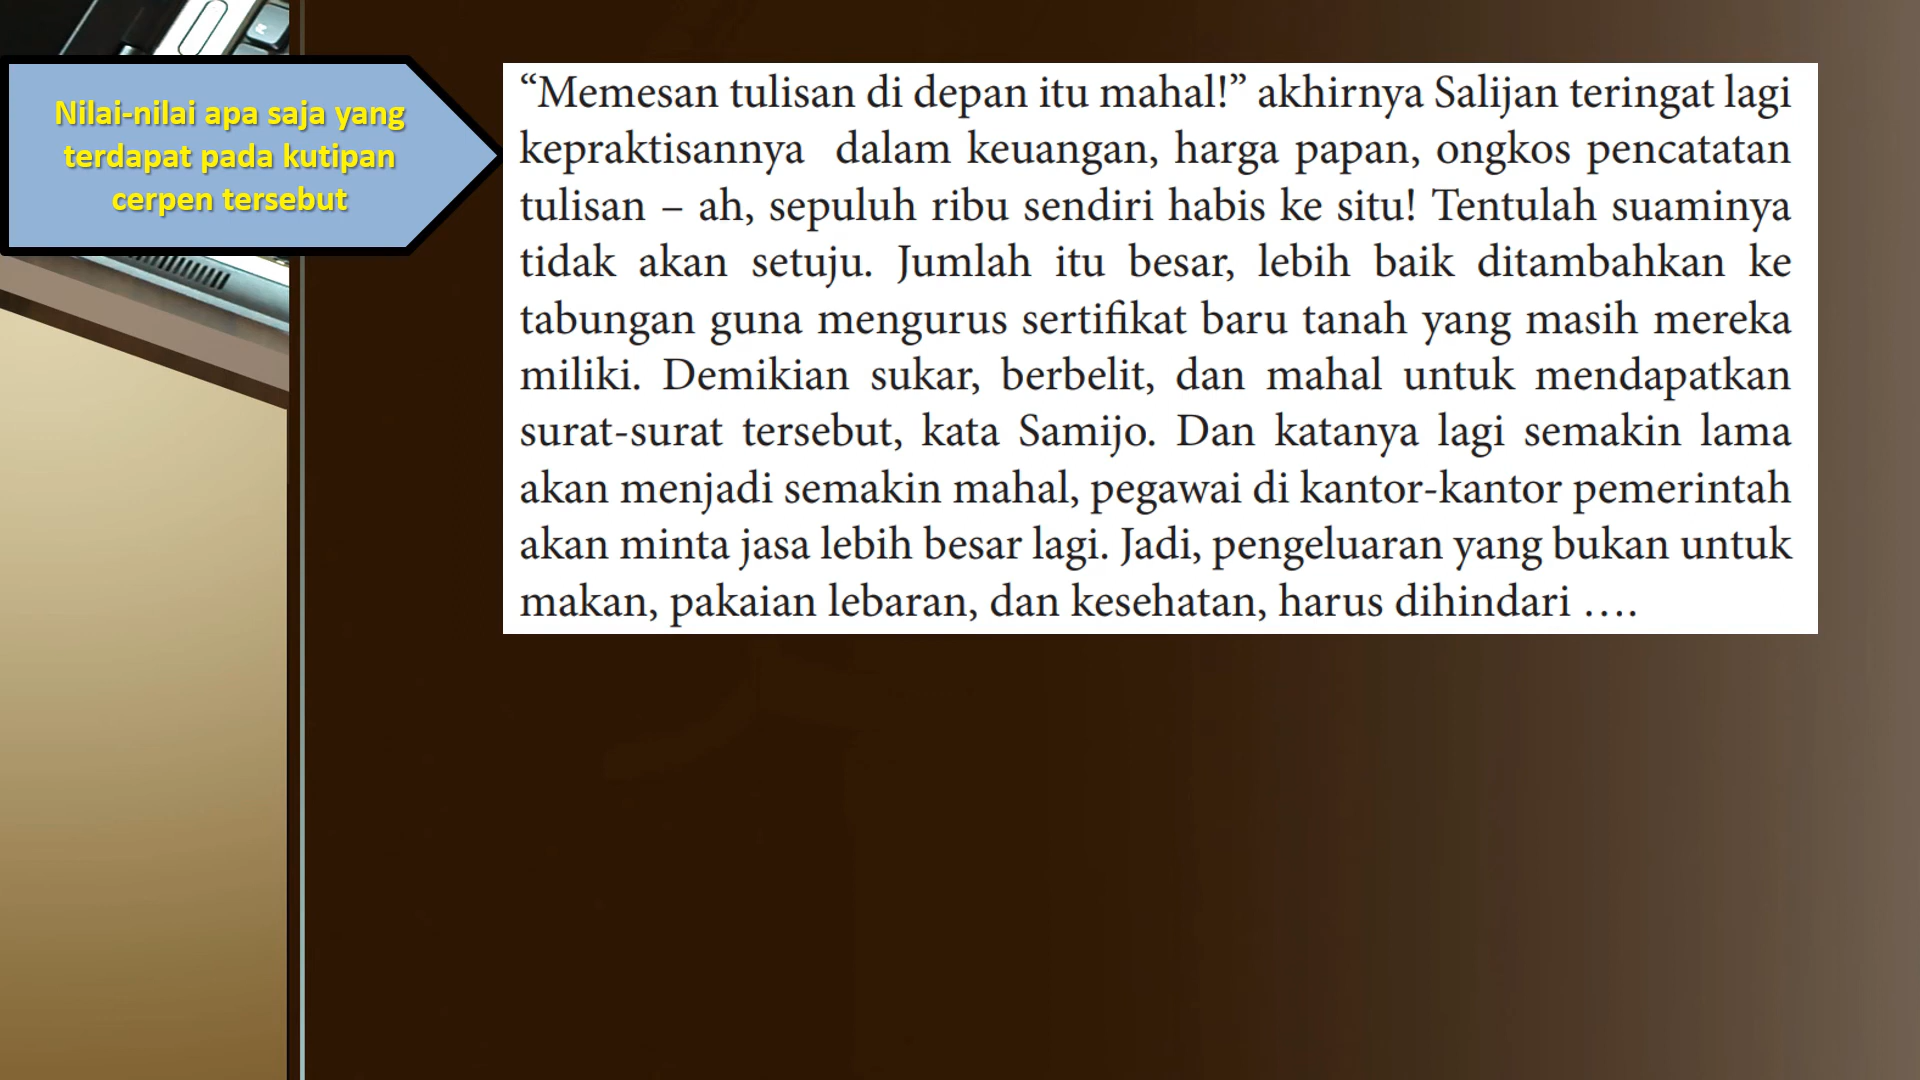 Nilai-nilai apa saja yang
terdapat pada kutipan
cerpen tersebut
“Memesan tulisan di depan itu mahal!” akhirnya Salijan teringat lagi
kepraktisannya dalam keuangan, harga papan, ongkos pencatatan
tulisan – ah, sepuluh ribu sendiri habis ke situ! Tentulah suaminya
tidak akan setuju. Jumlah itu besar, lebih baik ditambahkan ke
tabungan guna mengurus sertifikat baru tanah yang masih mereka
miliki. Demikian sukar, berbelit, dan mahal untuk mendapatkan
surat-surat tersebut, kata Samijo. Dan katanya lagi semakin lama
akan menjadi semakin mahal, pegawai di kantor-kantor pemerintah
akan minta jasa lebih besar lagi. Jadi, pengeluaran yang bukan untuk
makan, pakaian lebaran, dan kesehatan, harus dihindari ….